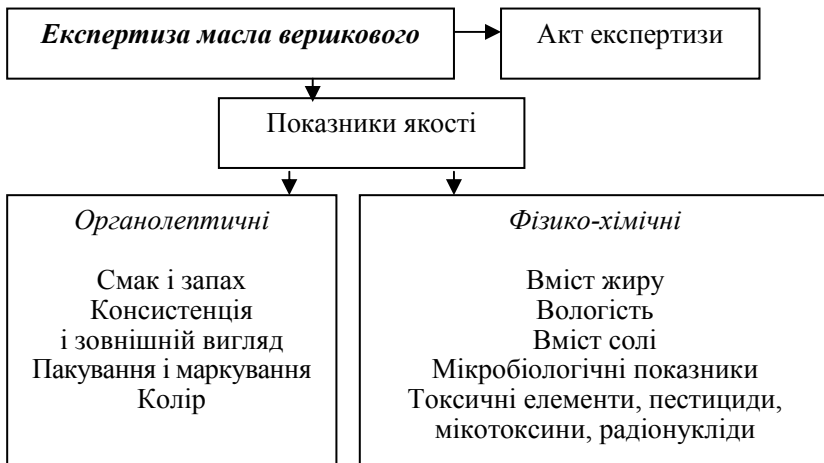 Експертиза масла вершкового
Акт експертизи
Показники якості
Органолептичні
Смак і запах
Консистенція
і зовнішній вигляд
Пакування і маркування
Колір
Фізико-хімічні
Вміст жиру
Вологість
Вміст солі
Мікробіологічні показники
Токсичні елементи, пестициди,
мікотоксини, радіонукліди